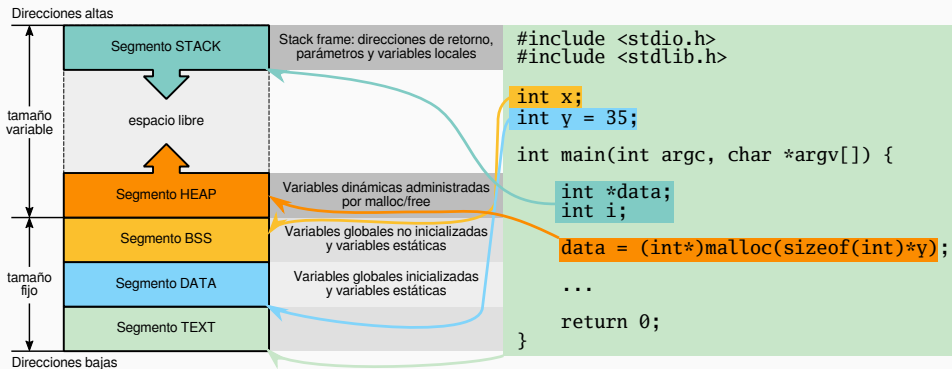 Direcciones altas
Segmento STACK
Stack frame: direcciones de retorno,
parámetros y variables locales
tamaño
variable
espacio libre
Segmento HEAP
Variables dinámicas administradas
por malloc/free
Segmento BSS
Variables globales no inicializadas
y variables estáticas
tamaño
fijo
Segmento DATA
Variables globales inicializadas
y variables estáticas
Segmento TEXT
Direcciones bajas
#include <stdio.h>
#include <stdlib.h>
int x;
int y = 35;
int main(int argc, char *argv[]) {
int *data;
int i;
data = (int*)malloc(sizeof(int)*y);
...
return 0;
}